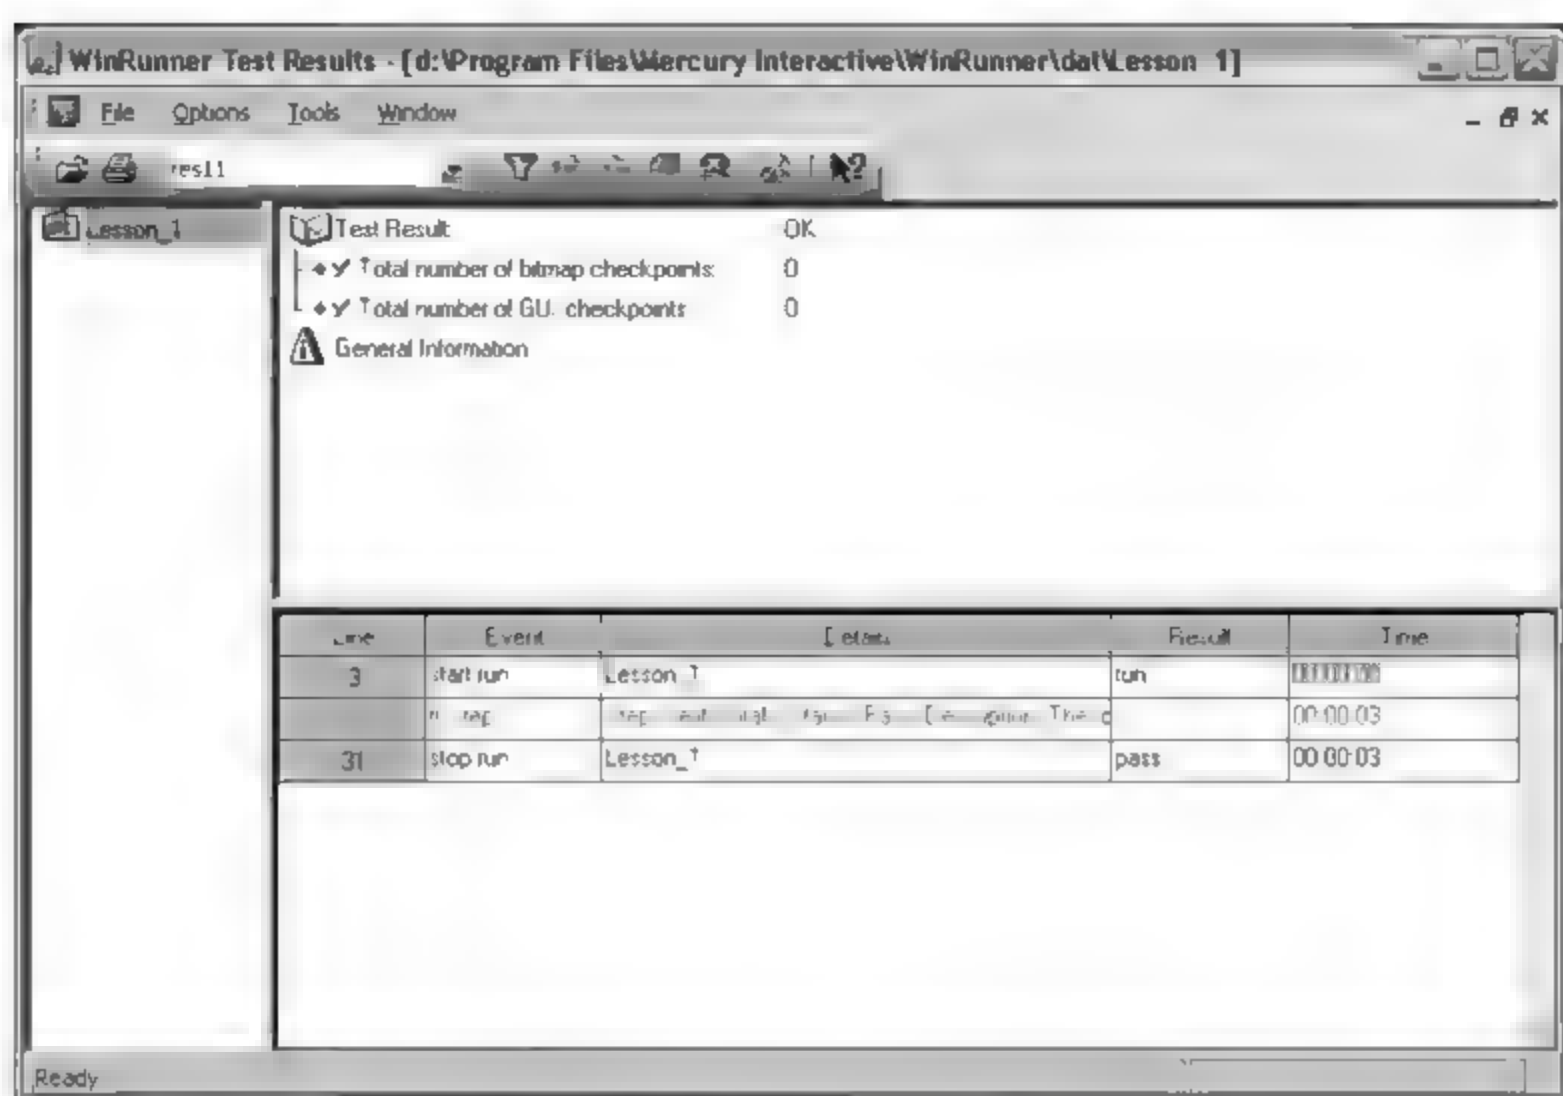 WinRunner Test Results - [d:\Program Files\Mercury Interactive\WinRunner\dat\Lesson 1]
File Options Tools Window
res11
Lesson_1
Test Result OK
Total number of bitmap checkpoints: 0
Total number of GUI checkpoints 0
General Information
Line Event Details Result Time
3 start run Lesson_1 run
00:00:03
31 stop run Lesson_1 pass 00:00:03
Ready